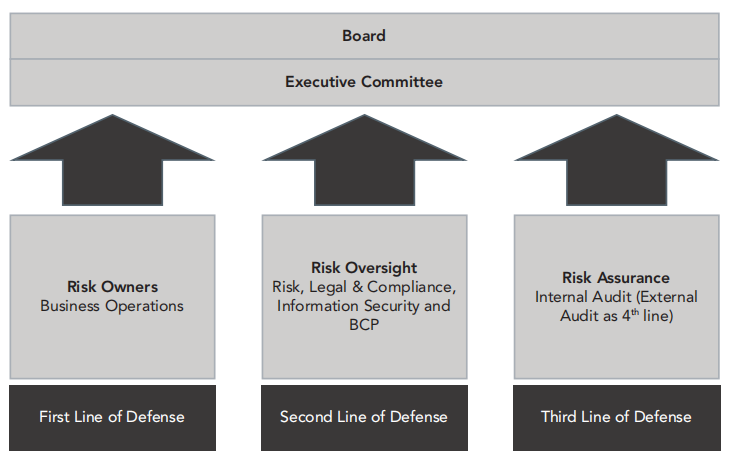 Board
Executive Committee
Risk Owners
Business Operations
Risk Oversight
Risk, Legal & Compliance,
Information Security and
BCP
Risk Assurance
Internal Audit (External
Audit as 4th line)
First Line of Defense
Second Line of Defense
Third Line of Defense